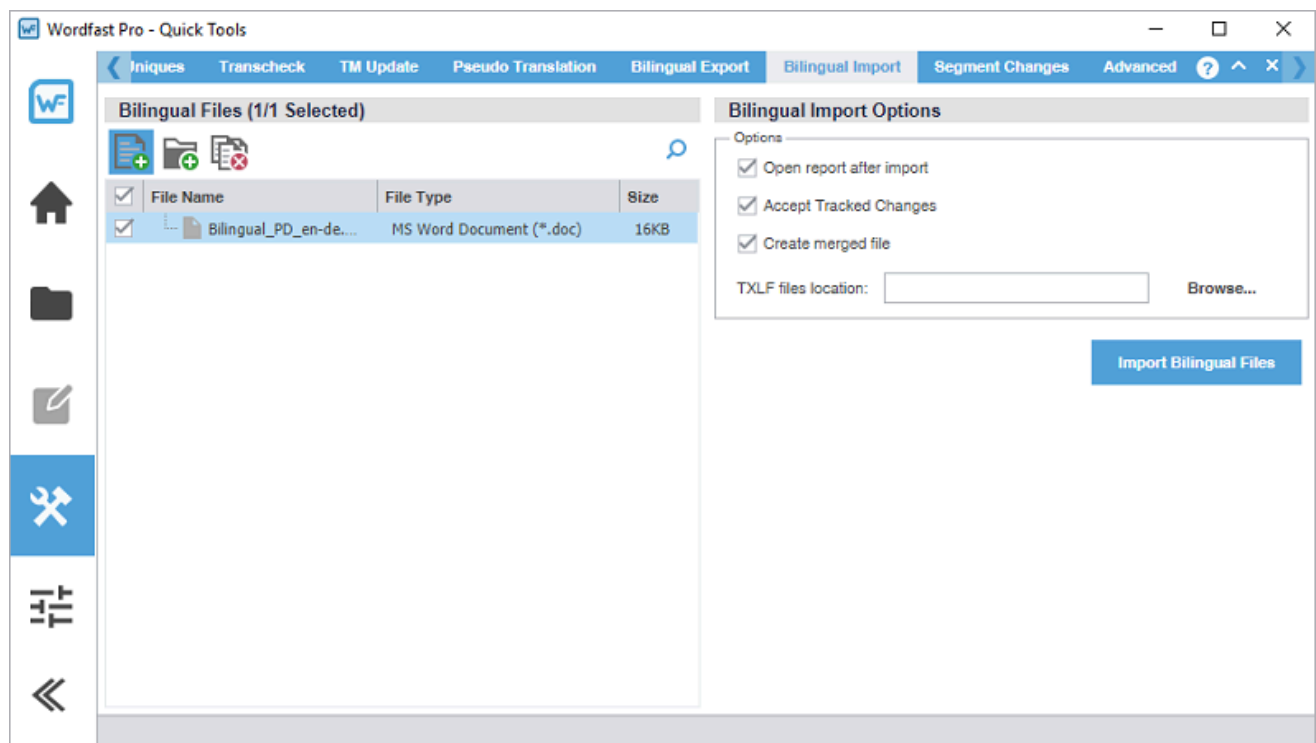 Wordfast Pro - Quick Tools
Transcheck TM Update Pseudo Translation Bilingual Export Bilingual Import Segment Changes Advanced ?
WF
Bilingual Files (1/1 Selected)
File Name File Type Size
Bilingual_PD_en-de.... MS Word Document (*.doc) 16KB
Bilingual Import Options
Options
Open report after import
Accept Tracked Changes
Create merged file
TXLF files location: Browse...
Import Bilingual Files